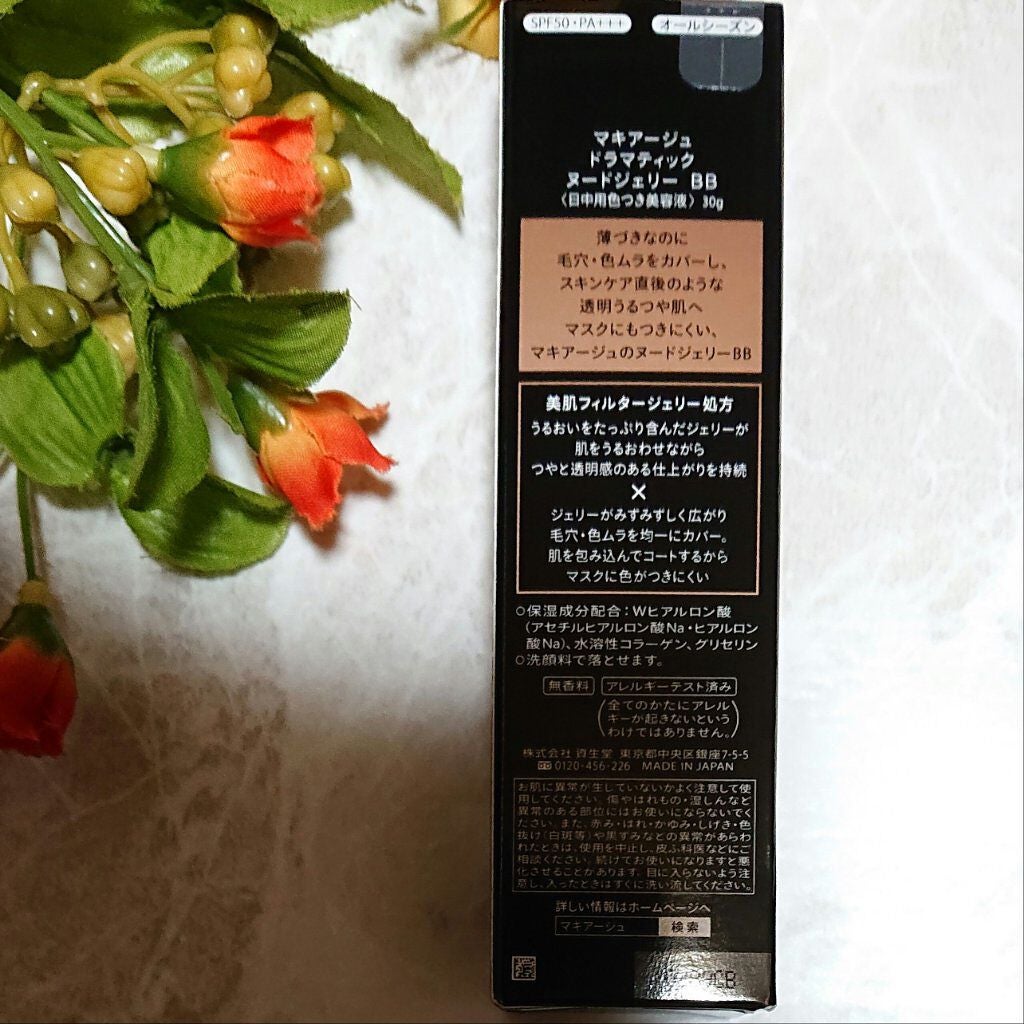 SPF50・PA+++ オールシーズン
マキアージュ
ドラマティック
ヌードジェリー BB
〈日中用色つき美容液〉 30g
薄づきなのに
毛穴・色ムラをカバーし、
スキンケア直後のような
透明うるつや肌へ
マスクにもつきにくい、
マキアージュのヌードジェリーBB
美肌フィルタージェリー処方
うるおいをたっぷり含んだジェリーが
肌をうるおわせながら
つやと透明感のある仕上がりを持続
×
ジェリーがみずみずしく広がり
毛穴・色ムラを均一にカバー。
肌を包み込んでコートするから
マスクに色がつきにくい
○保湿成分配合：Wヒアルロン酸
（アセチルヒアルロン酸Na・ヒアルロン
酸Na）、水溶性コラーゲン、グリセリン
○洗顔料で落とせます。
無香料 アレルギーテスト済み
（全てのかたにアレル
ギーが起きないという
わけではありません。）
株式会社 資生堂 東京都中央区銀座7-5-5
0120-456-226 MADE IN JAPAN
お肌に異常が生じていないかよく注意して使
用してください。傷やはれもの・湿しんなど
異常のある部位にはお使いにならないでく
ださい。また、赤み・はれ・かゆみ・しげき・色
抜け（白斑等）や黒ずみなどの異常があらわ
れたときは、使用を中止し、皮ふ科医などにご
相談ください。続けてお使いになりますと悪
化させることがあります。目に入らないよう注
意し、入ったときはすぐに洗い流してください。
詳しい情報はホームページへ
マキアージュ 検索